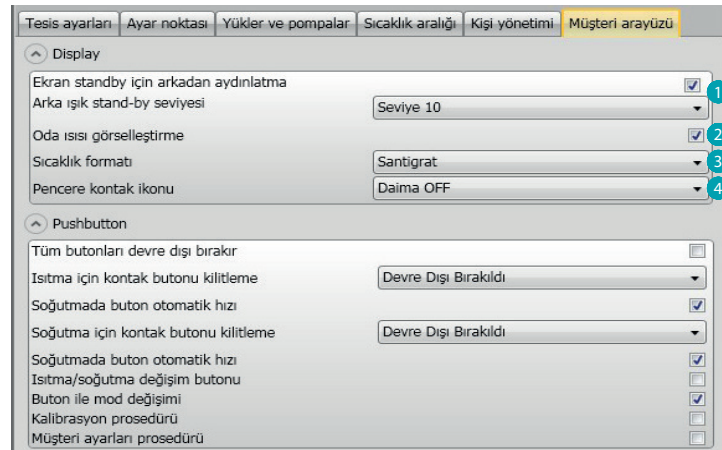 Tesis ayarları Ayar noktası Yükler ve pompalar Sıcaklık aralığı Kişi yönetimi Müşteri arayüzü
Display
Ekran standby için arkadan aydınlatma
1
Arka ışık stand-by seviyesi Seviye 10
Oda ısısı görselleştirme 2
Sıcaklık formatı Santigrat 3
Pencere kontak ikonu Daima OFF 4
Pushbutton
Tüm butonları devre dışı bırakır
Isıtma için kontak butonu kilitleme Devre Dışı Bırakıldı
Soğutmada buton otomatik hızı
Soğutma için kontak butonu kilitleme Devre Dışı Bırakıldı
Soğutmada buton otomatik hızı
Isıtma/soğutma değişim butonu
Buton ile mod değişimi
Kalibrasyon prosedürü
Müşteri ayarları prosedürü